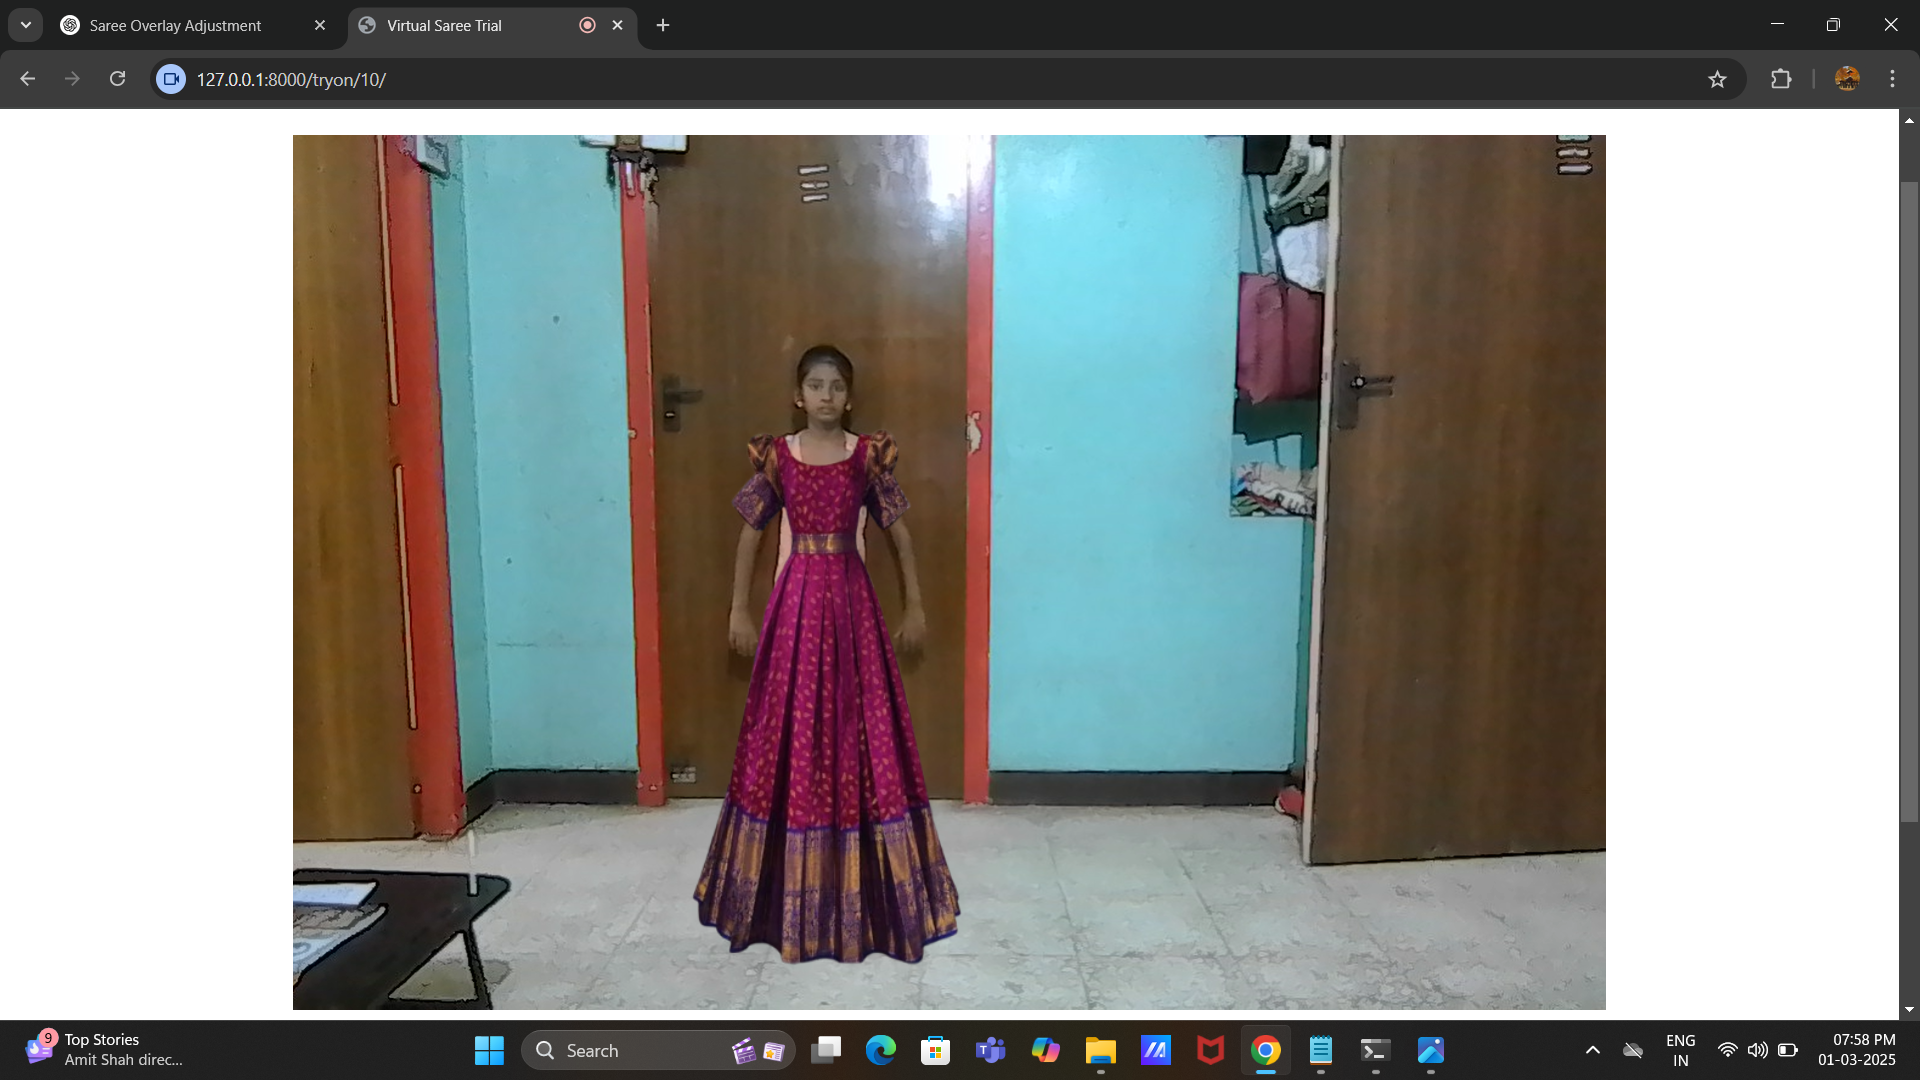 Saree Overlay Adjustment
Virtual Saree Trial
127.0.0.1:8000/tryon/10/
9
Top Stories
Amit Shah direc...
Search
ENG
IN
07:58 PM
01-03-2025